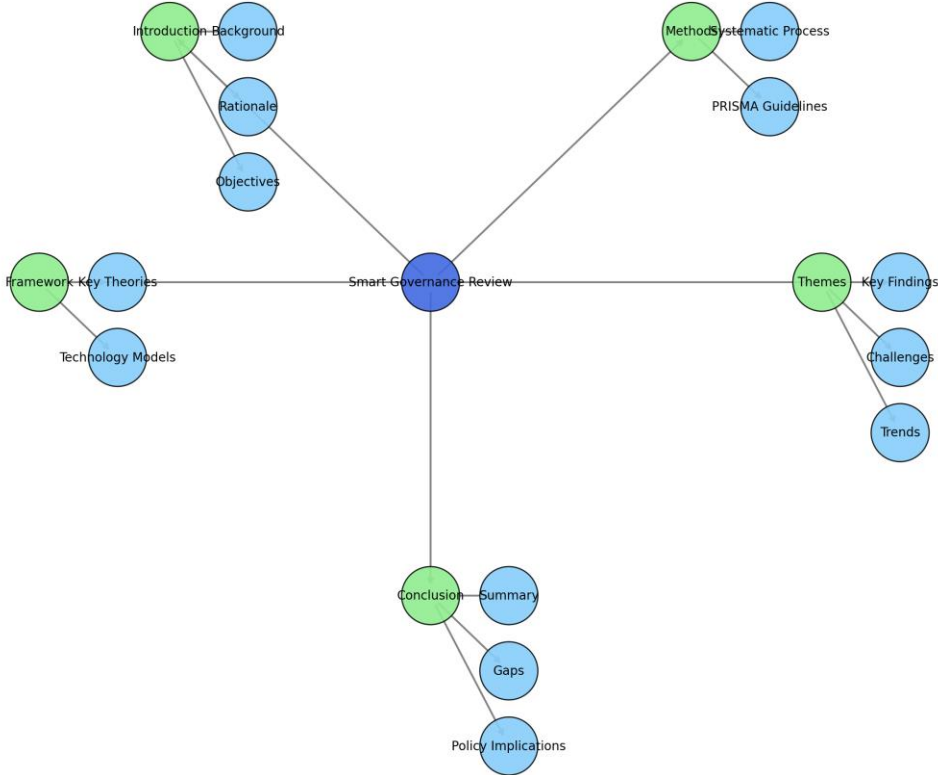 Introduction
Background
Methods
Systematic Process
Rationale
PRISMA Guidelines
Objectives
Framework
Key Theories
Smart Governance Review
Themes
Key Findings
Technology Models
Challenges
Trends
Conclusion
Summary
Gaps
Policy Implications